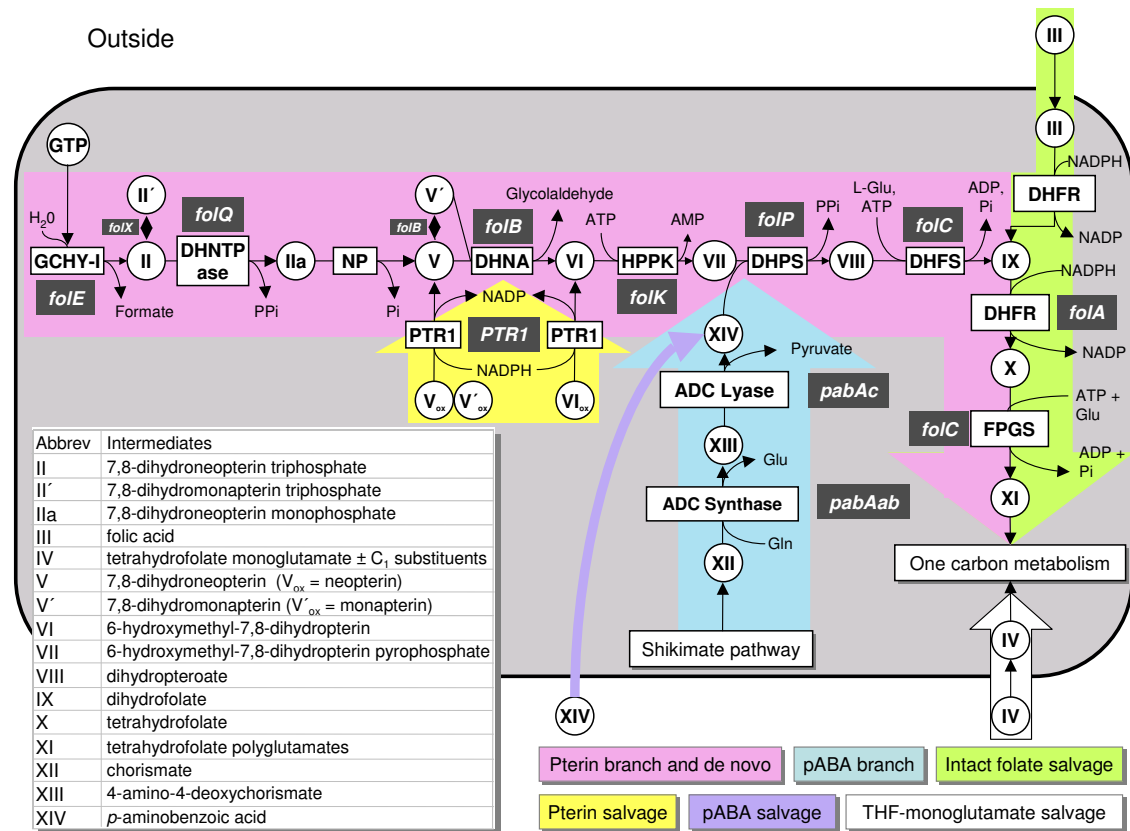 Outside
III
III
NADPH
DHFR
NADP
GTP
H20
II´
folX
folQ
GCHY-I
II
DHNTP
ase
IIa
NP
folE
Formate
PPi
Pi
V´
folB
folB
Glycolaldehyde
V
DHNA
VI
ATP
HPPK
AMP
folK
VII
folP
PPi
DHPS
VIII
L-Glu,
ATP
folC
ADP,
Pi
DHFS
IX
NADPH
DHFR
folA
NADP
X
ATP +
Glu
folC
FPGS
ADP +
Pi
XI
One carbon metabolism
IV
IV
NADP
PTR1
PTR1
PTR1
NADPH
Vox
V´ox
VIox
XIV
Pyruvate
ADC Lyase
pabAc
XIII
Glu
ADC Synthase
pabAab
Gln
XII
Shikimate pathway
XIV
Abbrev Intermediates
II 7,8-dihydroneopterin triphosphate
II´ 7,8-dihydromonapterin triphosphate
IIa 7,8-dihydroneopterin monophosphate
III folic acid
IV tetrahydrofolate monoglutamate ± C1 substituents
V 7,8-dihydroneopterin (Vox = neopterin)
V´ 7,8-dihydromonapterin (V´ox = monapterin)
VI 6-hydroxymethyl-7,8-dihydropterin
VII 6-hydroxymethyl-7,8-dihydropterin pyrophosphate
VIII dihydropteroate
IX dihydrofolate
X tetrahydrofolate
XI tetrahydrofolate polyglutamates
XII chorismate
XIII 4-amino-4-deoxychorismate
XIV p-aminobenzoic acid
Pterin branch and de novo
pABA branch
Intact folate salvage
Pterin salvage
pABA salvage
THF-monoglutamate salvage